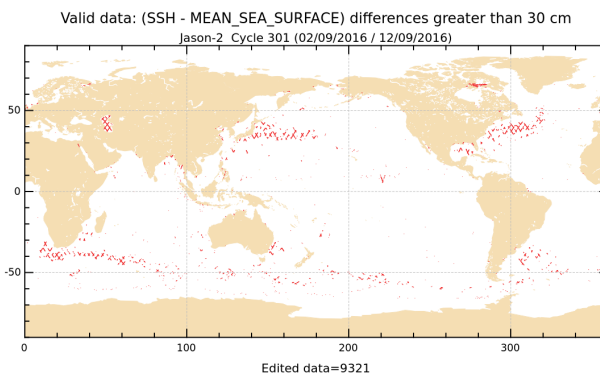 Valid data: (SSH - MEAN_SEA_SURFACE) differences greater than 30 cm
Jason-2  Cycle 301 (02/09/2016 / 12/09/2016)
50
0
-50
0 100 200 300
Edited data=9321